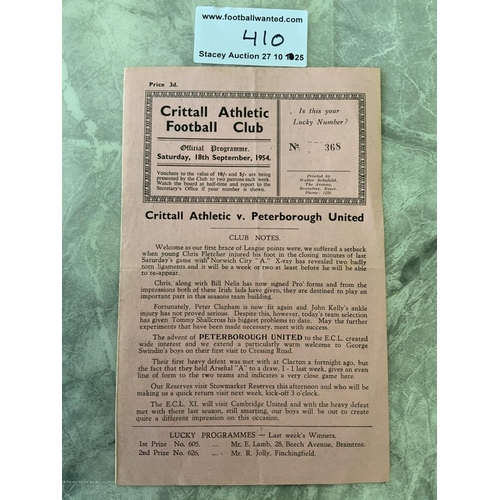 www.footballwanted.com
410
Stacey Auction 27 10 25
Price 3d.
Crittall Athletic
Football Club
Official Programme.
Saturday, 18th September, 1954.
Vouchers to the value of 10/- and 5/- are being
presented by the Club to two patrons each week.
Watch the board at half-time and report to the
Secretary's Office if your number is shown.
Is this your
Lucky Number?
No 368
Printed by
Walter
The Avenue,
Braintree, Essex.
Phone:
Crittall Athletic v. Peterborough United
CLUB NOTES.
Welcome as our first brace of League points were, we suffered a setback
when young Chris Fletcher injured his foot in the closing minutes of last
Saturday's game with Norwich City "A." X-ray has revealed two badly
torn ligaments and it will be a week or two at least before he will be able
to re-appear.
Chris, along with Bill Nelis has now signed Pro' forms and from the
impressions both of these Irish lads have given, they are destined to play an
important part in this seasons team building.
Fortunately, Peter Clapham is now fit again and John Kelly's ankle
injury has not proved serious. Despite this, however, today's team selection
has given Tommy Shallcross his biggest problems to date. May the further
experiments that have been made necessary, meet with success.
The advent of PETERBOROUGH UNITED to the E.C.L. created
wide interest and we extend a particularly warm welcome to George
Swindin's boys on their first visit to Cressing Road.
Their first heavy defeat was met with at Clacton a fortnight ago, but
the fact that they held Arsenal "A" to a draw, 1 - 1 last week, gives an even
line of form to the two teams and indicates a very close game here.
Our Reserves visit Stowmarket Reserves this afternoon and who will be
making us a quick return visit next week, kick-off 3 o'clock.
The E.C.L. XI. will visit Cambridge United and with the heavy defeat
met with there last season, still smarting, our boys will be out to create
quite a different impression on this occasion.
LUCKY PROGRAMMES — Last week's Winners,
1st Prize No. 605. — Mr. E. Lamb, 28, Beech Avenue, Braintree.
2nd Prize No. 626. — Mr. R. Jolly, Finchingfield.